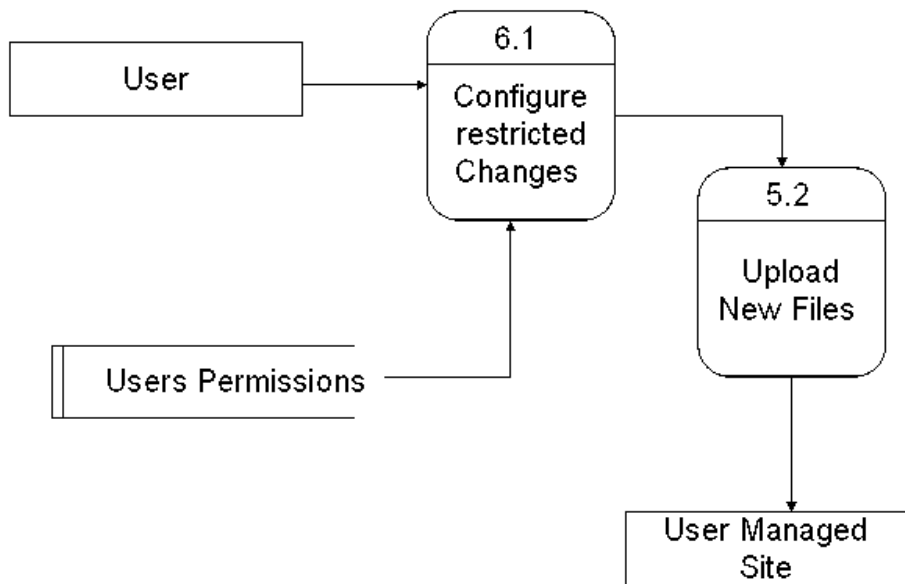 6.1
User
Configure
restricted
Changes
5.2
Upload
New Files
Users Permissions
User Managed
Site